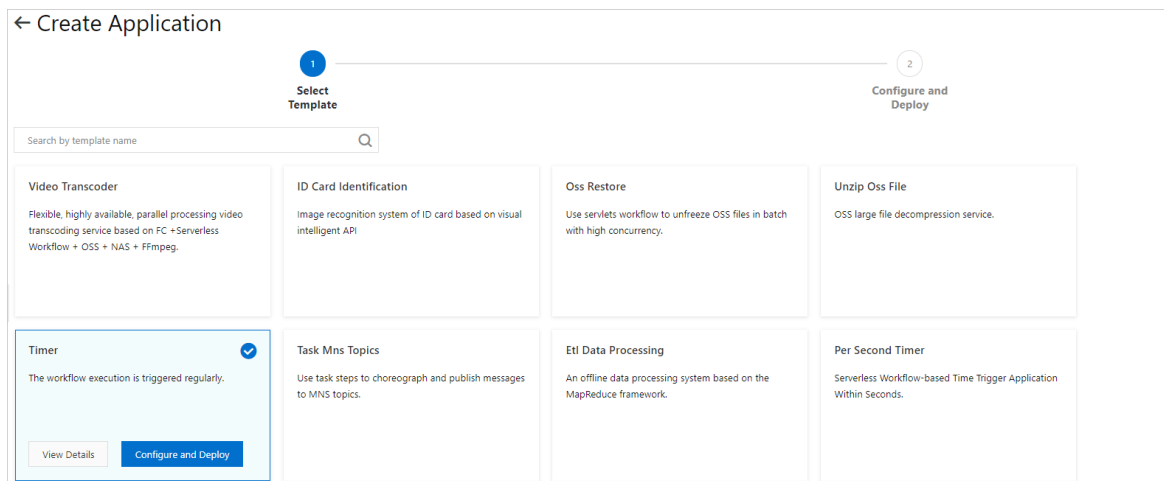 ← Create Application
1
2
Select
Template
Configure and
Deploy
Search by template name
Video Transcoder
Flexible, highly available, parallel processing video
transcoding service based on FC +Serverless
Workflow + OSS + NAS + FFmpeg.
ID Card Identification
Image recognition system of ID card based on visual
intelligent API
Oss Restore
Use servlets workflow to unfreeze OSS files in batch
with high concurrency.
Unzip Oss File
OSS large file decompression service.
Timer
The workflow execution is triggered regularly.
View Details
Configure and Deploy
Task Mns Topics
Use task steps to choreograph and publish messages
to MNS topics.
Etl Data Processing
An offline data processing system based on the
MapReduce framework.
Per Second Timer
Serverless Workflow-based Time Trigger Application
Within Seconds.